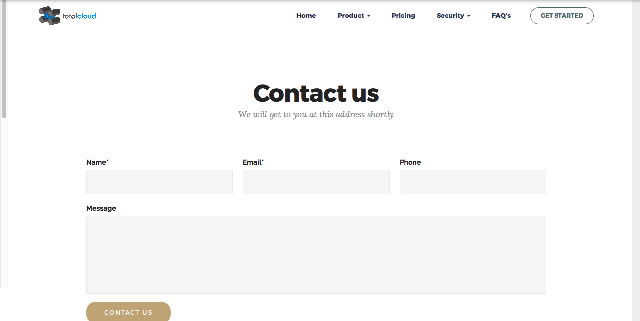 totalcloud
Home Product Pricing Security FAQ's GET STARTED
Contact us
We will get to you at this address shortly
Name* Email* Phone
Message
CONTACT US